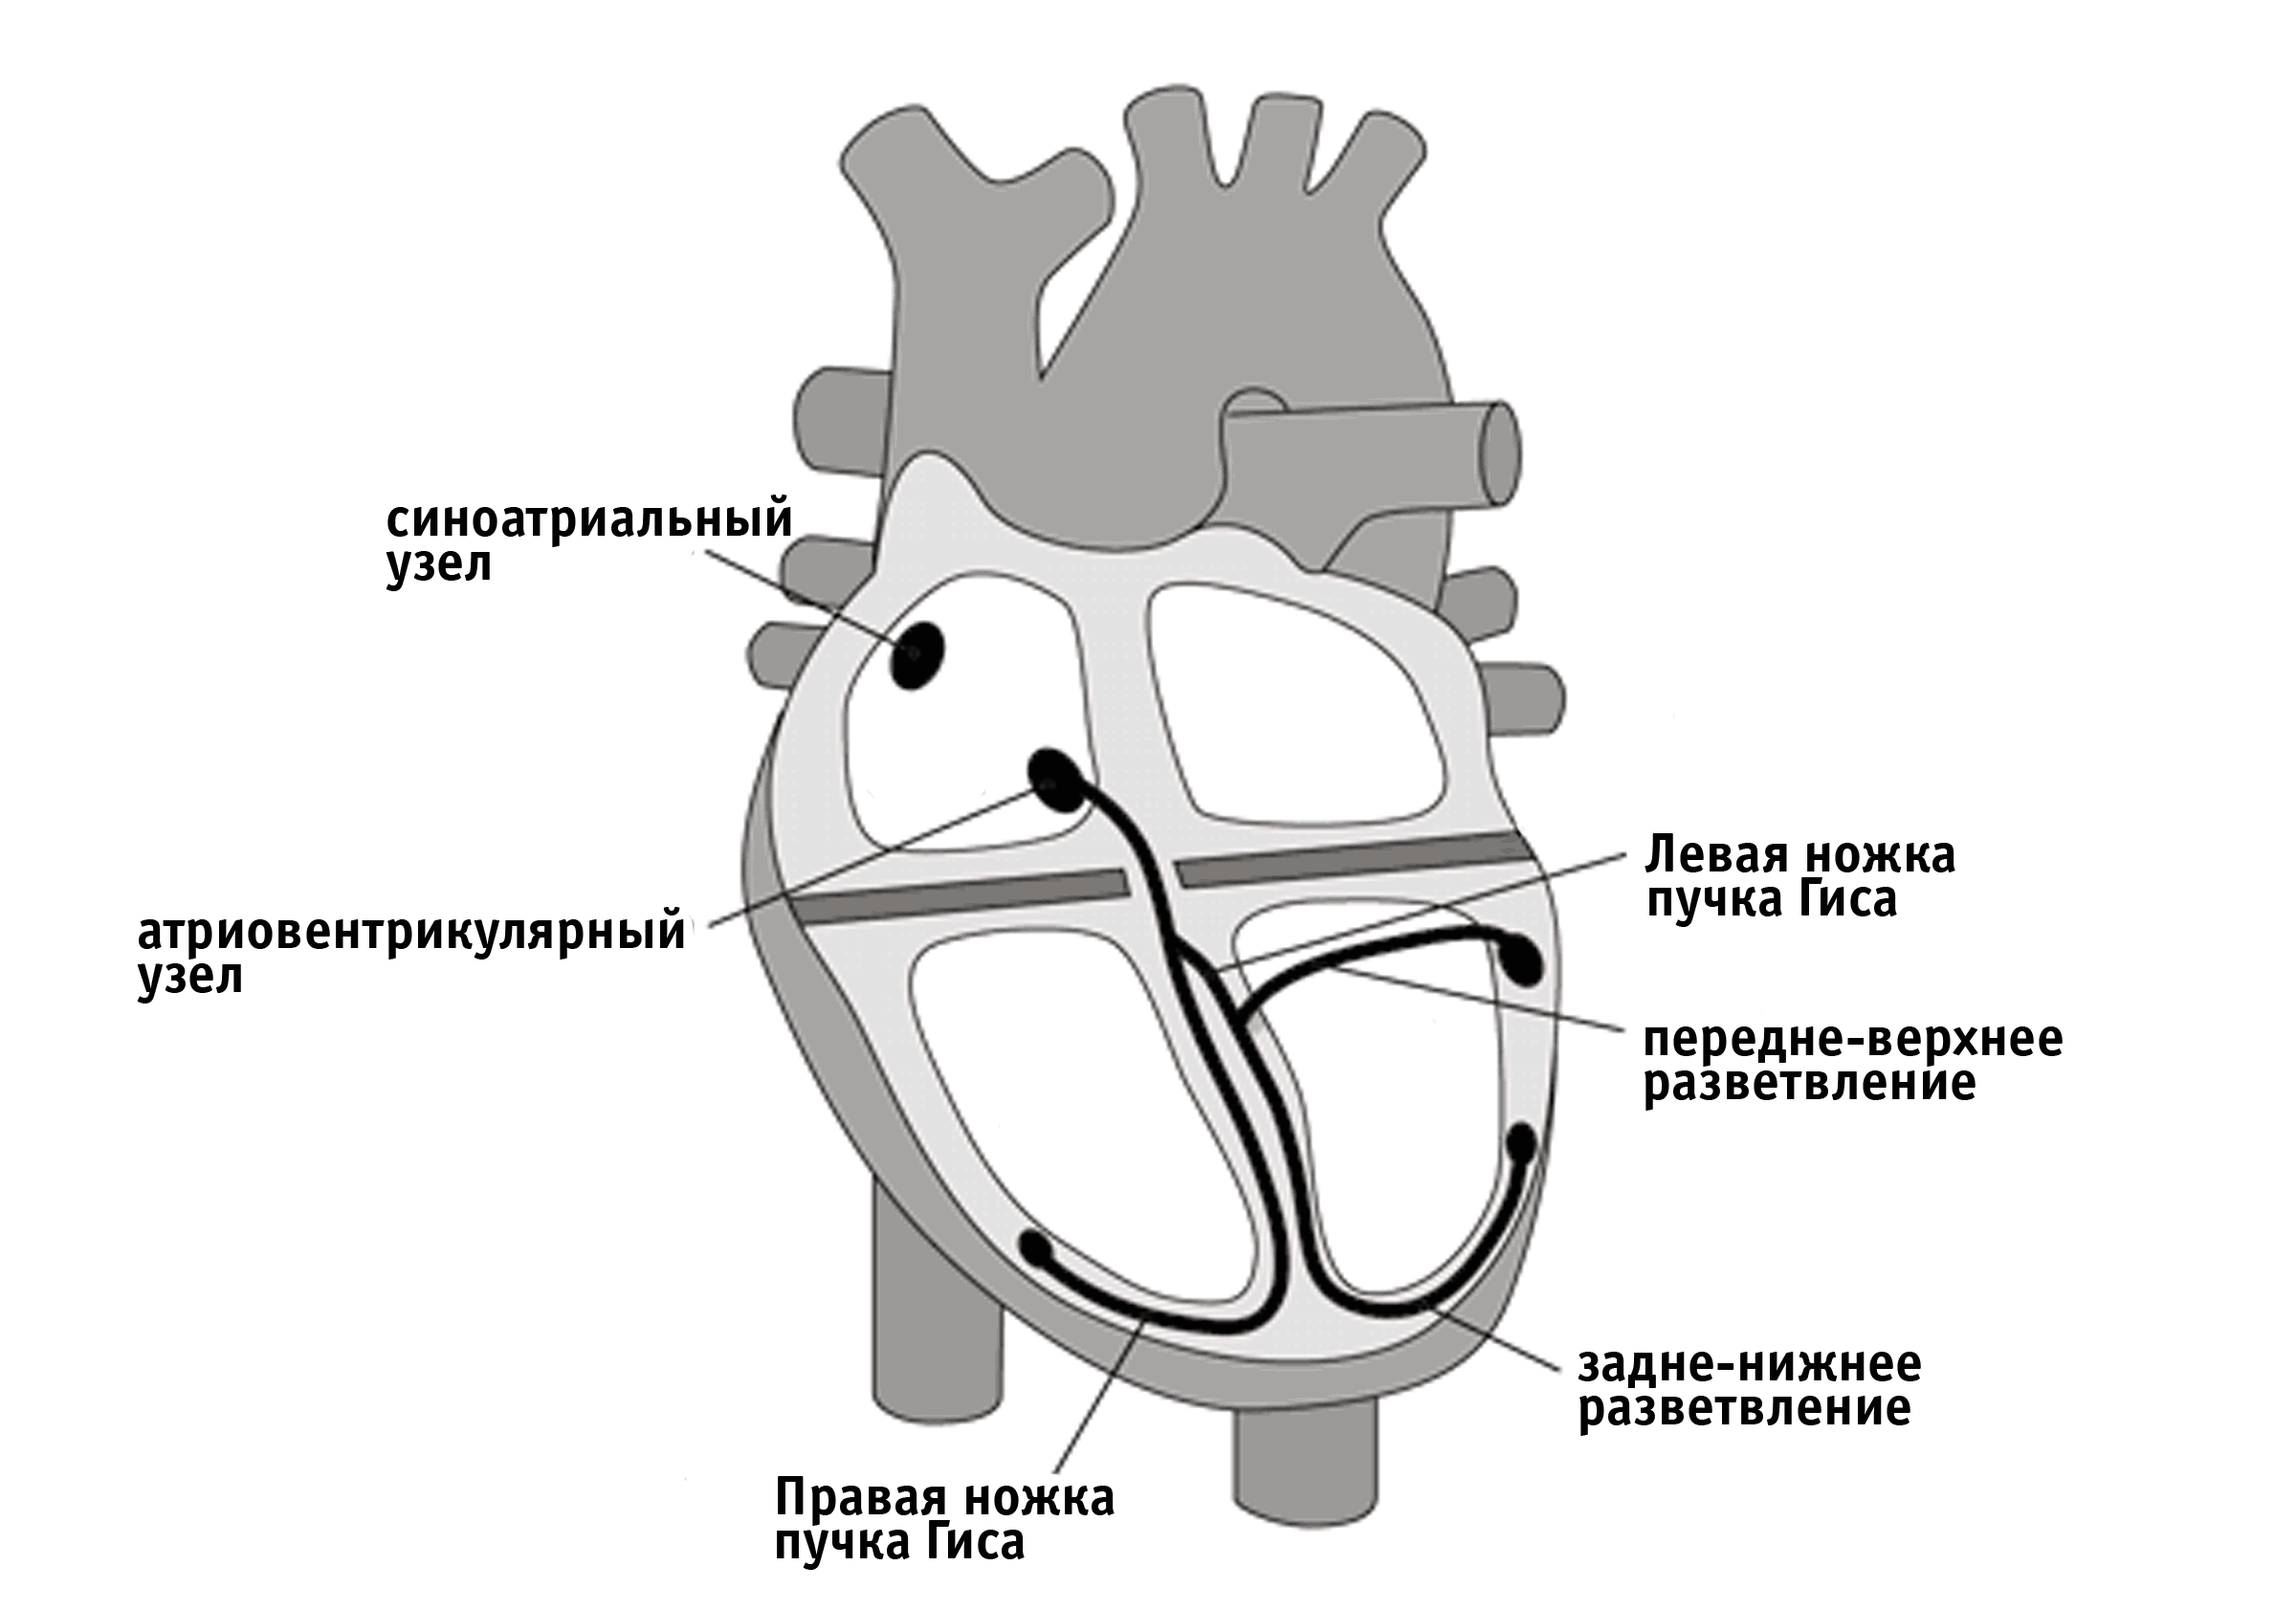 синоатриальный
узел
атриовентрикулярный
узел
Левая ножка
пучка Гиса
передне-верхнее
разветвление
задне-нижнее
разветвление
Правая ножка
пучка Гиса